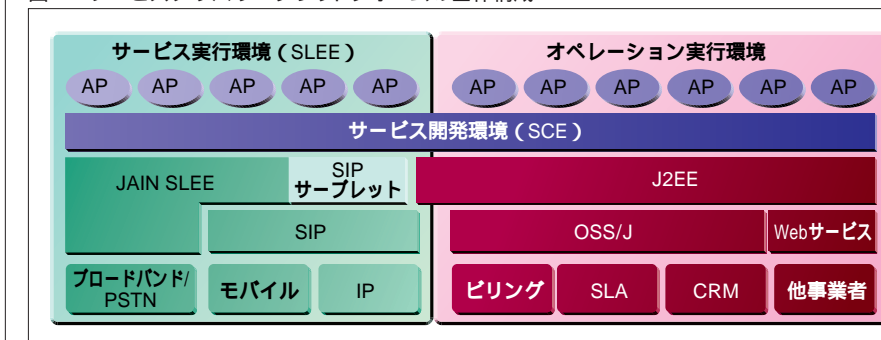 サービス実行環境(SLEE)
オペレーション実行環境
AP AP AP AP AP
AP AP AP AP AP AP
サービス開発環境(SCE)
JAIN SLEE
SIP
サーブレット
J2EE
SIP
OSS/J
Webサービス
ブロードバンド/
PSTN
モバイル
IP
ビリング
SLA
CRM
他事業者